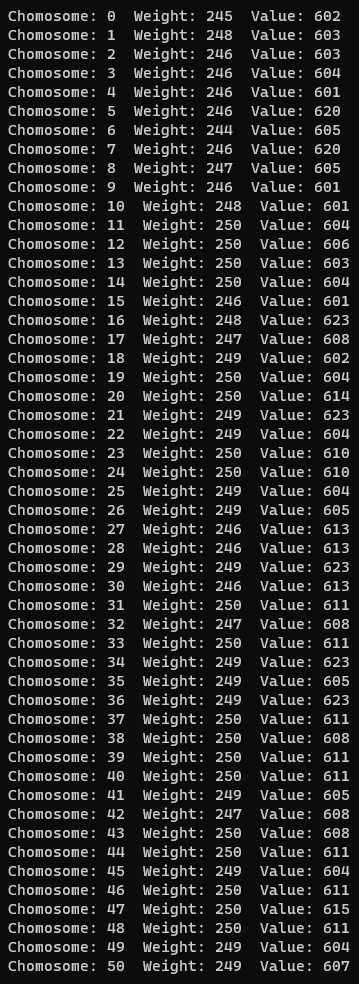 Chomosome: 0  Weight: 245  Value: 602
Chomosome: 1  Weight: 248  Value: 603
Chomosome: 2  Weight: 246  Value: 603
Chomosome: 3  Weight: 246  Value: 604
Chomosome: 4  Weight: 246  Value: 601
Chomosome: 5  Weight: 246  Value: 620
Chomosome: 6  Weight: 244  Value: 605
Chomosome: 7  Weight: 246  Value: 620
Chomosome: 8  Weight: 247  Value: 605
Chomosome: 9  Weight: 246  Value: 601
Chomosome: 10  Weight: 248  Value: 601
Chomosome: 11  Weight: 250  Value: 604
Chomosome: 12  Weight: 250  Value: 606
Chomosome: 13  Weight: 250  Value: 603
Chomosome: 14  Weight: 250  Value: 604
Chomosome: 15  Weight: 246  Value: 601
Chomosome: 16  Weight: 248  Value: 623
Chomosome: 17  Weight: 247  Value: 608
Chomosome: 18  Weight: 249  Value: 602
Chomosome: 19  Weight: 250  Value: 604
Chomosome: 20  Weight: 250  Value: 614
Chomosome: 21  Weight: 249  Value: 623
Chomosome: 22  Weight: 249  Value: 604
Chomosome: 23  Weight: 250  Value: 610
Chomosome: 24  Weight: 250  Value: 610
Chomosome: 25  Weight: 249  Value: 604
Chomosome: 26  Weight: 249  Value: 605
Chomosome: 27  Weight: 246  Value: 613
Chomosome: 28  Weight: 246  Value: 613
Chomosome: 29  Weight: 249  Value: 623
Chomosome: 30  Weight: 246  Value: 613
Chomosome: 31  Weight: 250  Value: 611
Chomosome: 32  Weight: 247  Value: 608
Chomosome: 33  Weight: 250  Value: 611
Chomosome: 34  Weight: 249  Value: 623
Chomosome: 35  Weight: 249  Value: 605
Chomosome: 36  Weight: 249  Value: 623
Chomosome: 37  Weight: 250  Value: 611
Chomosome: 38  Weight: 250  Value: 608
Chomosome: 39  Weight: 250  Value: 611
Chomosome: 40  Weight: 250  Value: 611
Chomosome: 41  Weight: 249  Value: 605
Chomosome: 42  Weight: 247  Value: 608
Chomosome: 43  Weight: 250  Value: 608
Chomosome: 44  Weight: 250  Value: 611
Chomosome: 45  Weight: 249  Value: 604
Chomosome: 46  Weight: 250  Value: 611
Chomosome: 47  Weight: 250  Value: 615
Chomosome: 48  Weight: 250  Value: 611
Chomosome: 49  Weight: 249  Value: 604
Chomosome: 50  Weight: 249  Value: 607